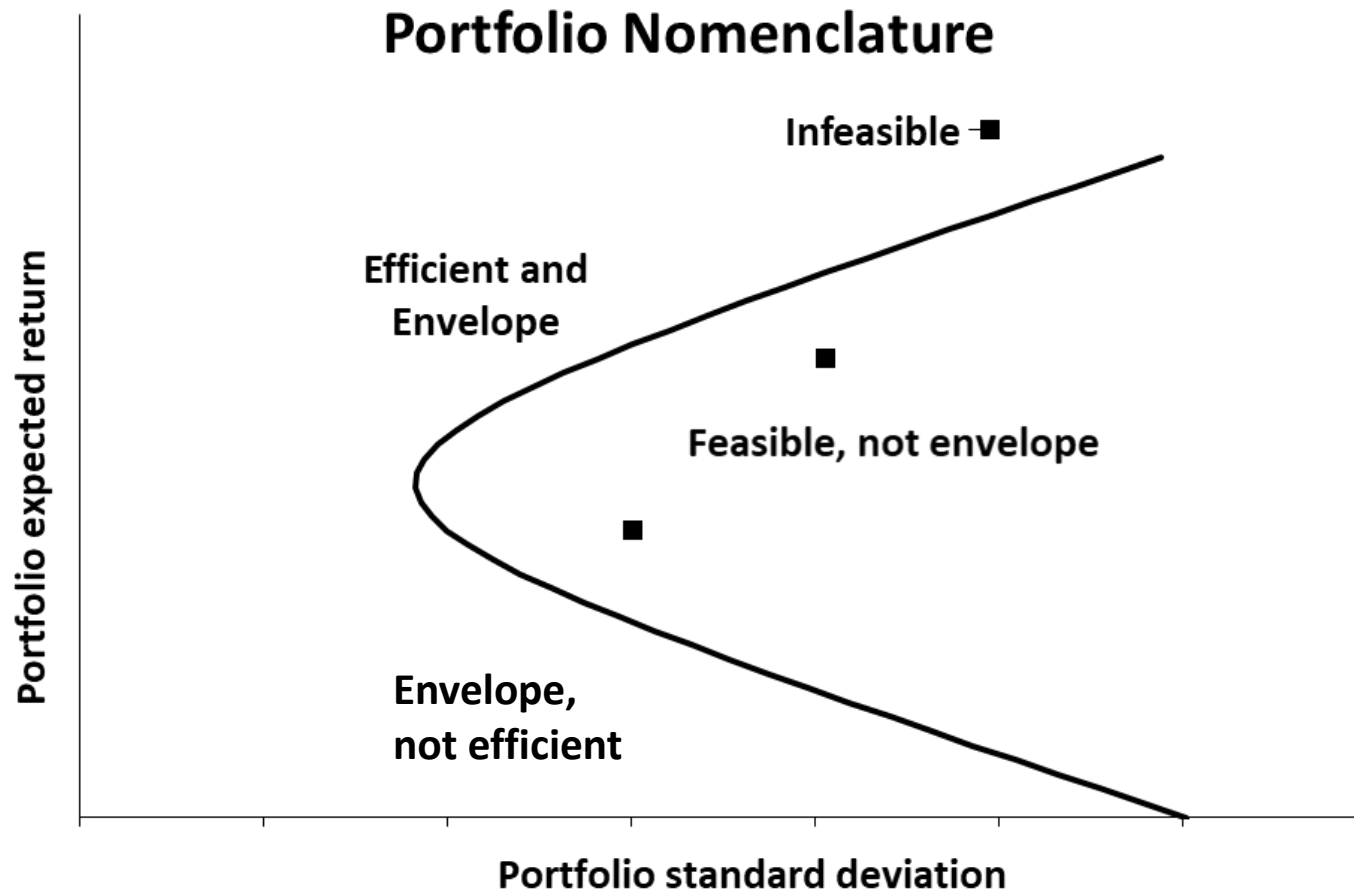 Portfolio Nomenclature
Infeasible
Efficient and
Envelope
Feasible, not envelope
Envelope,
not efficient
Portfolio expected return
Portfolio standard deviation